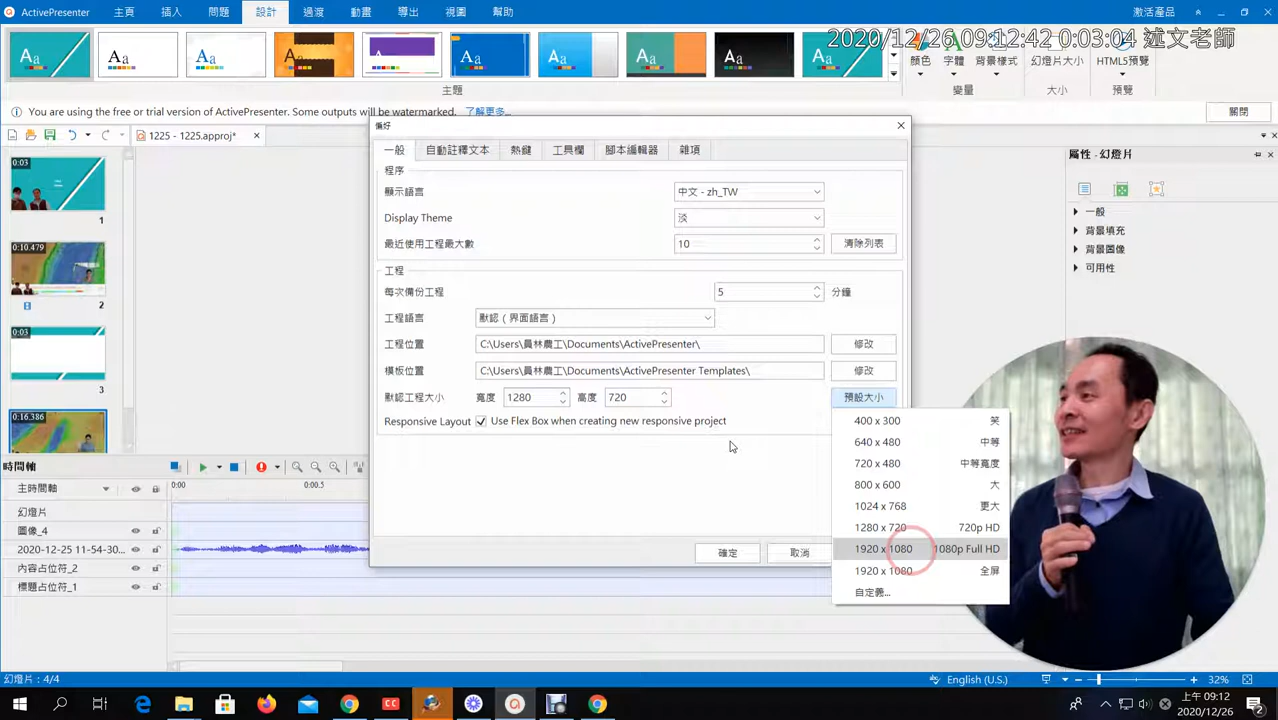 ActivePresenter
主頁
插入
問題
設計
過渡
動畫
導出
視圖
幫助
激活產品
2020/12/26 09:12:42 0:03:04 述文老師
Aa
Aa
Aa
Aa
Aa
Aa
Aa
Aa
Aa
Aa
顏色
字體
背景樣式
幻燈片大小
HTML5預覽
主題
變量
大小
預覽
You are using the free or trial version of ActivePresenter. Some outputs will be watermarked. 了解更多...
關閉
1225 - 1225.approj*
偏好
一般
自動註釋文本
熱鍵
工具欄
腳本編輯器
雜項
程序
顯示語言
中文 - zh_TW
Display Theme
淡
最近使用工程最大數
10
清除列表
工程
每次備份工程
5
分鐘
工程語言
默認（界面語言）
工程位置
C:\Users\員林農工\Documents\ActivePresenter\
修改
模板位置
C:\Users\員林農工\Documents\ActivePresenter Templates\
修改
默認工程大小
寬度
1280
高度
720
預設大小
Responsive Layout
Use Flex Box when creating new responsive project
400 x 300 笑
640 x 480 中等
720 x 480 中等寬度
800 x 600 大
1024 x 768 更大
1280 x 720 720p HD
1920 x 1080 1080p Full HD
1920 x 1080 全屏
自定義...
確定
取消
屬性 - 幻燈片
一般
背景填充
背景圖像
可用性
0:03
1
0:10.479
2
0:03
3
0:16.386
時間軸
主時間軸
0:00
0:00.5
幻燈片
圖像_4
2020-12-25 11-54-30...
內容占位符_2
標題占位符_1
幻燈片：4/4
English (U.S.)
32%
上午 09:12
2020/12/26
2